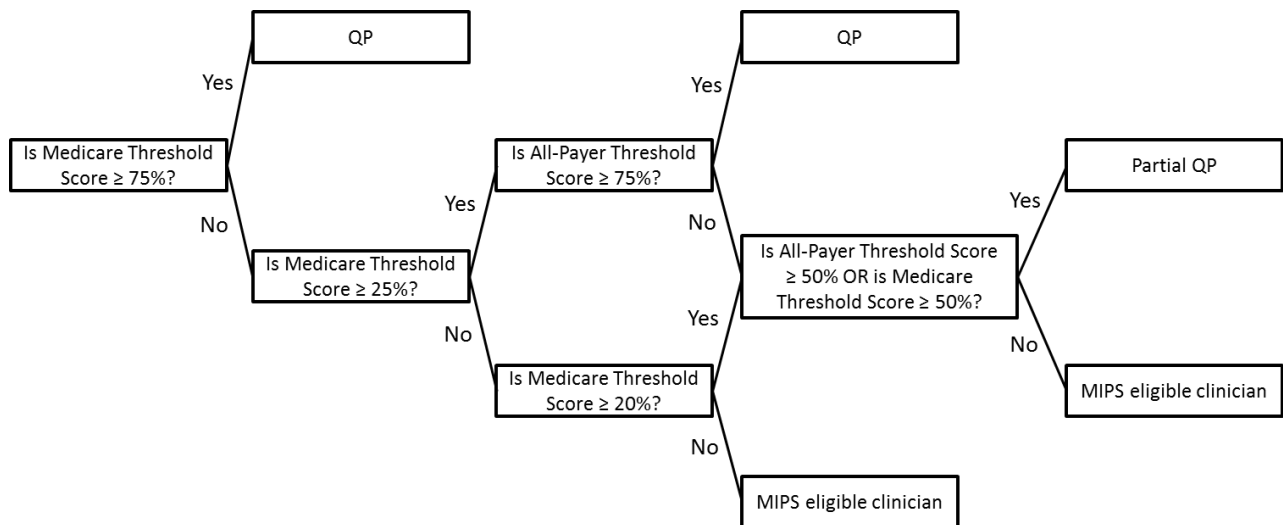 QP
QP
Yes
Yes
Is Medicare Threshold
Score ≥ 75%?
Is All-Payer Threshold
Score ≥ 75%?
Partial QP
No
Yes
No
Yes
Is Medicare Threshold
Score ≥ 25%?
Is All-Payer Threshold Score
≥ 50% OR is Medicare
Threshold Score ≥ 50%?
No
Yes
No
Is Medicare Threshold
Score ≥ 20%?
MIPS eligible clinician
No
MIPS eligible clinician